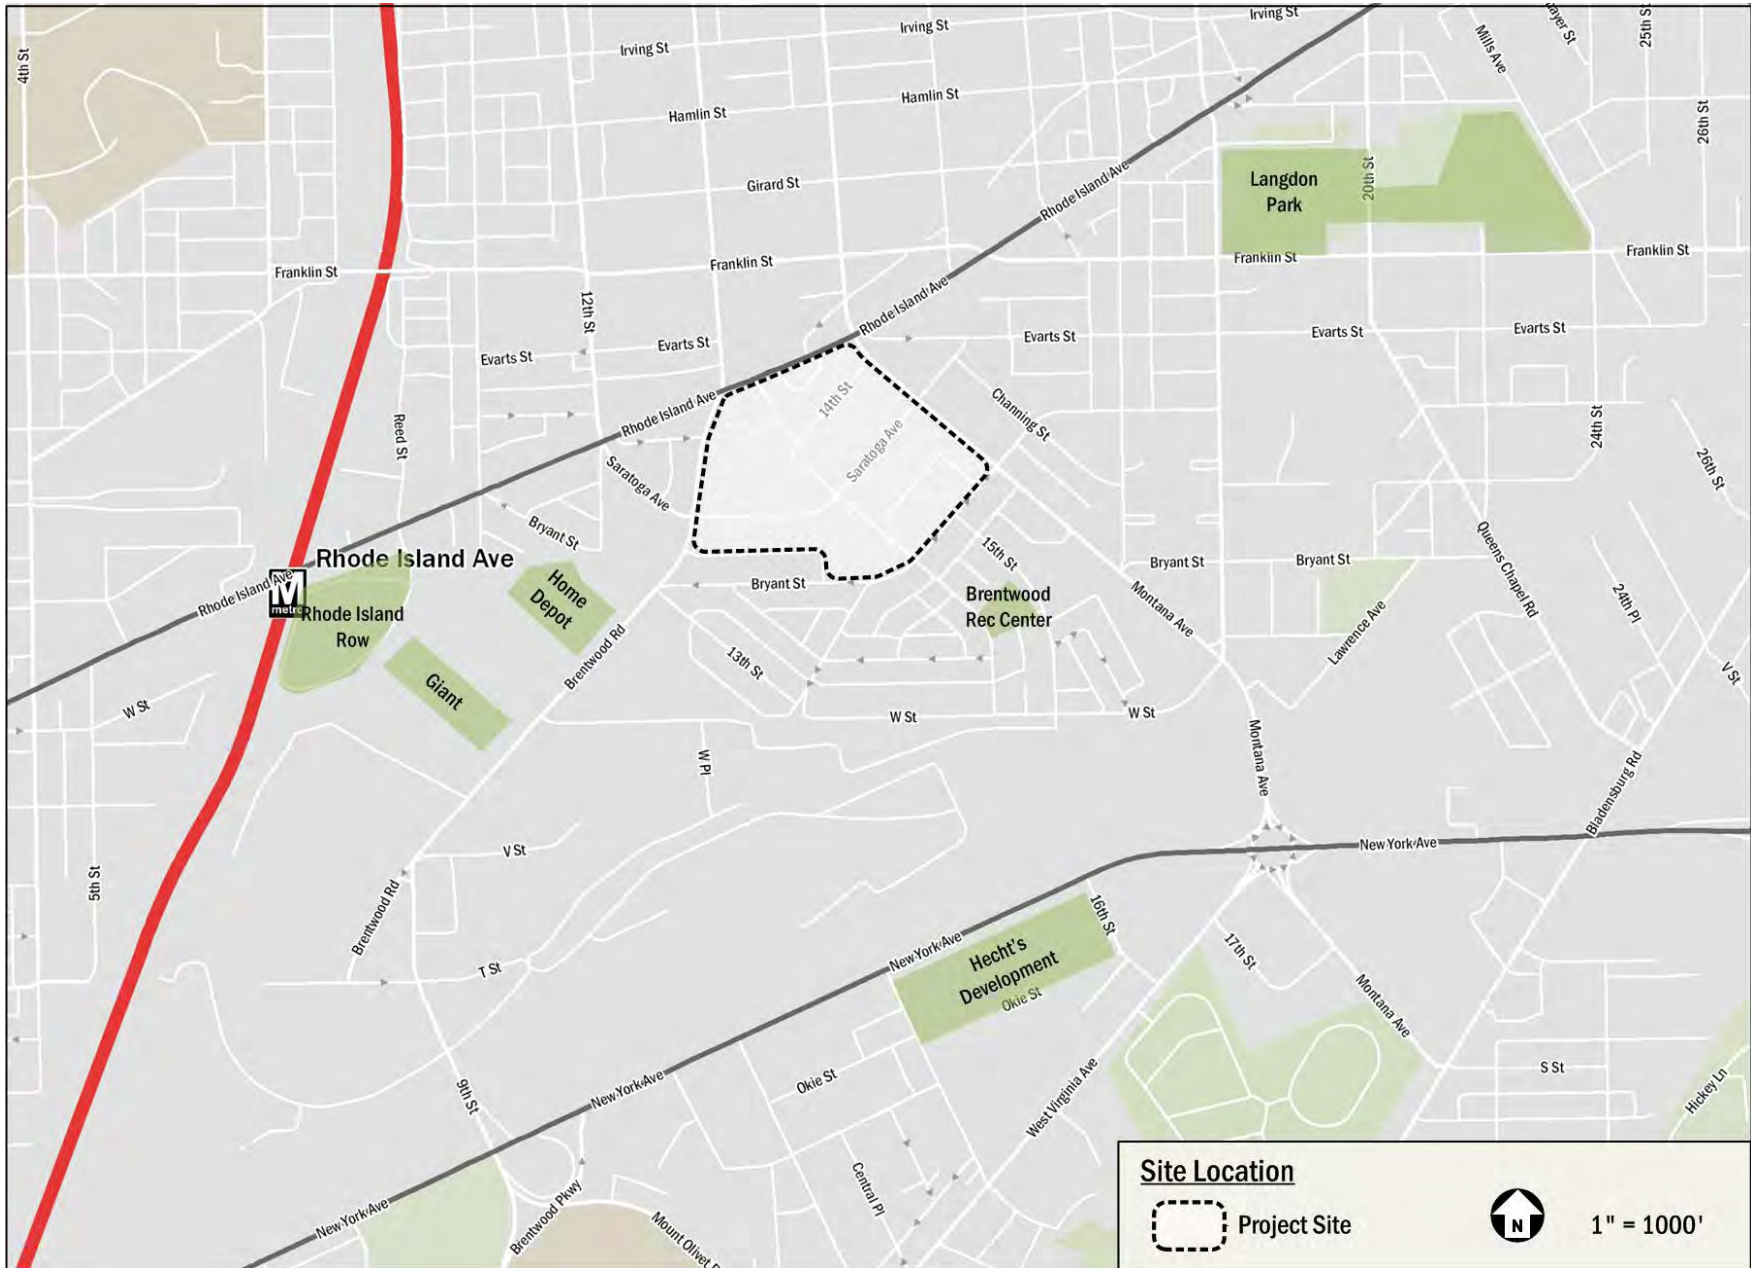 Irving St
Irving St
Irving St
Mills Ave
25th St
4th St
Hamlin St
Hamlin St
26th St
Girard St
Rhode Island Ave
Langdon
Park
20th St
Franklin St
Franklin St
Franklin St
Franklin St
12th St
Rhode Island Ave
Evarts St
Evarts St
Evarts St
Evarts St
Evarts St
Rhode Island Ave
14th St
Channing St
Reed St
Saratoga Ave
24th St
Saratoga Ave
26th St
Bryant St
Rhode Island Ave
15th St
Bryant St
Bryant St
Queens Chapel Rd
Rhode Island Ave
M
metro
Rhode Island
Row
Home
Depot
Bryant St
Brentwood
Rec Center
Montana Ave
24th Pl
Lawrence Ave
Brentwood Rd
13th St
V St
Giant
W St
W St
W St
W Pl
Montana Ave
Bladensburg Rd
V St
New York Ave
5th St
Brentwood Rd
16th St
New York Ave
Hecht's
Development
17th St
T St
Okie St
Montana Ave
New York Ave
Okie St
9th St
West Virginia Ave
S St
Hickey Ln
Central Pl
New York Ave
Brentwood Pkwy
Mount Olivet
Site Location
Project Site
N
1" = 1000'